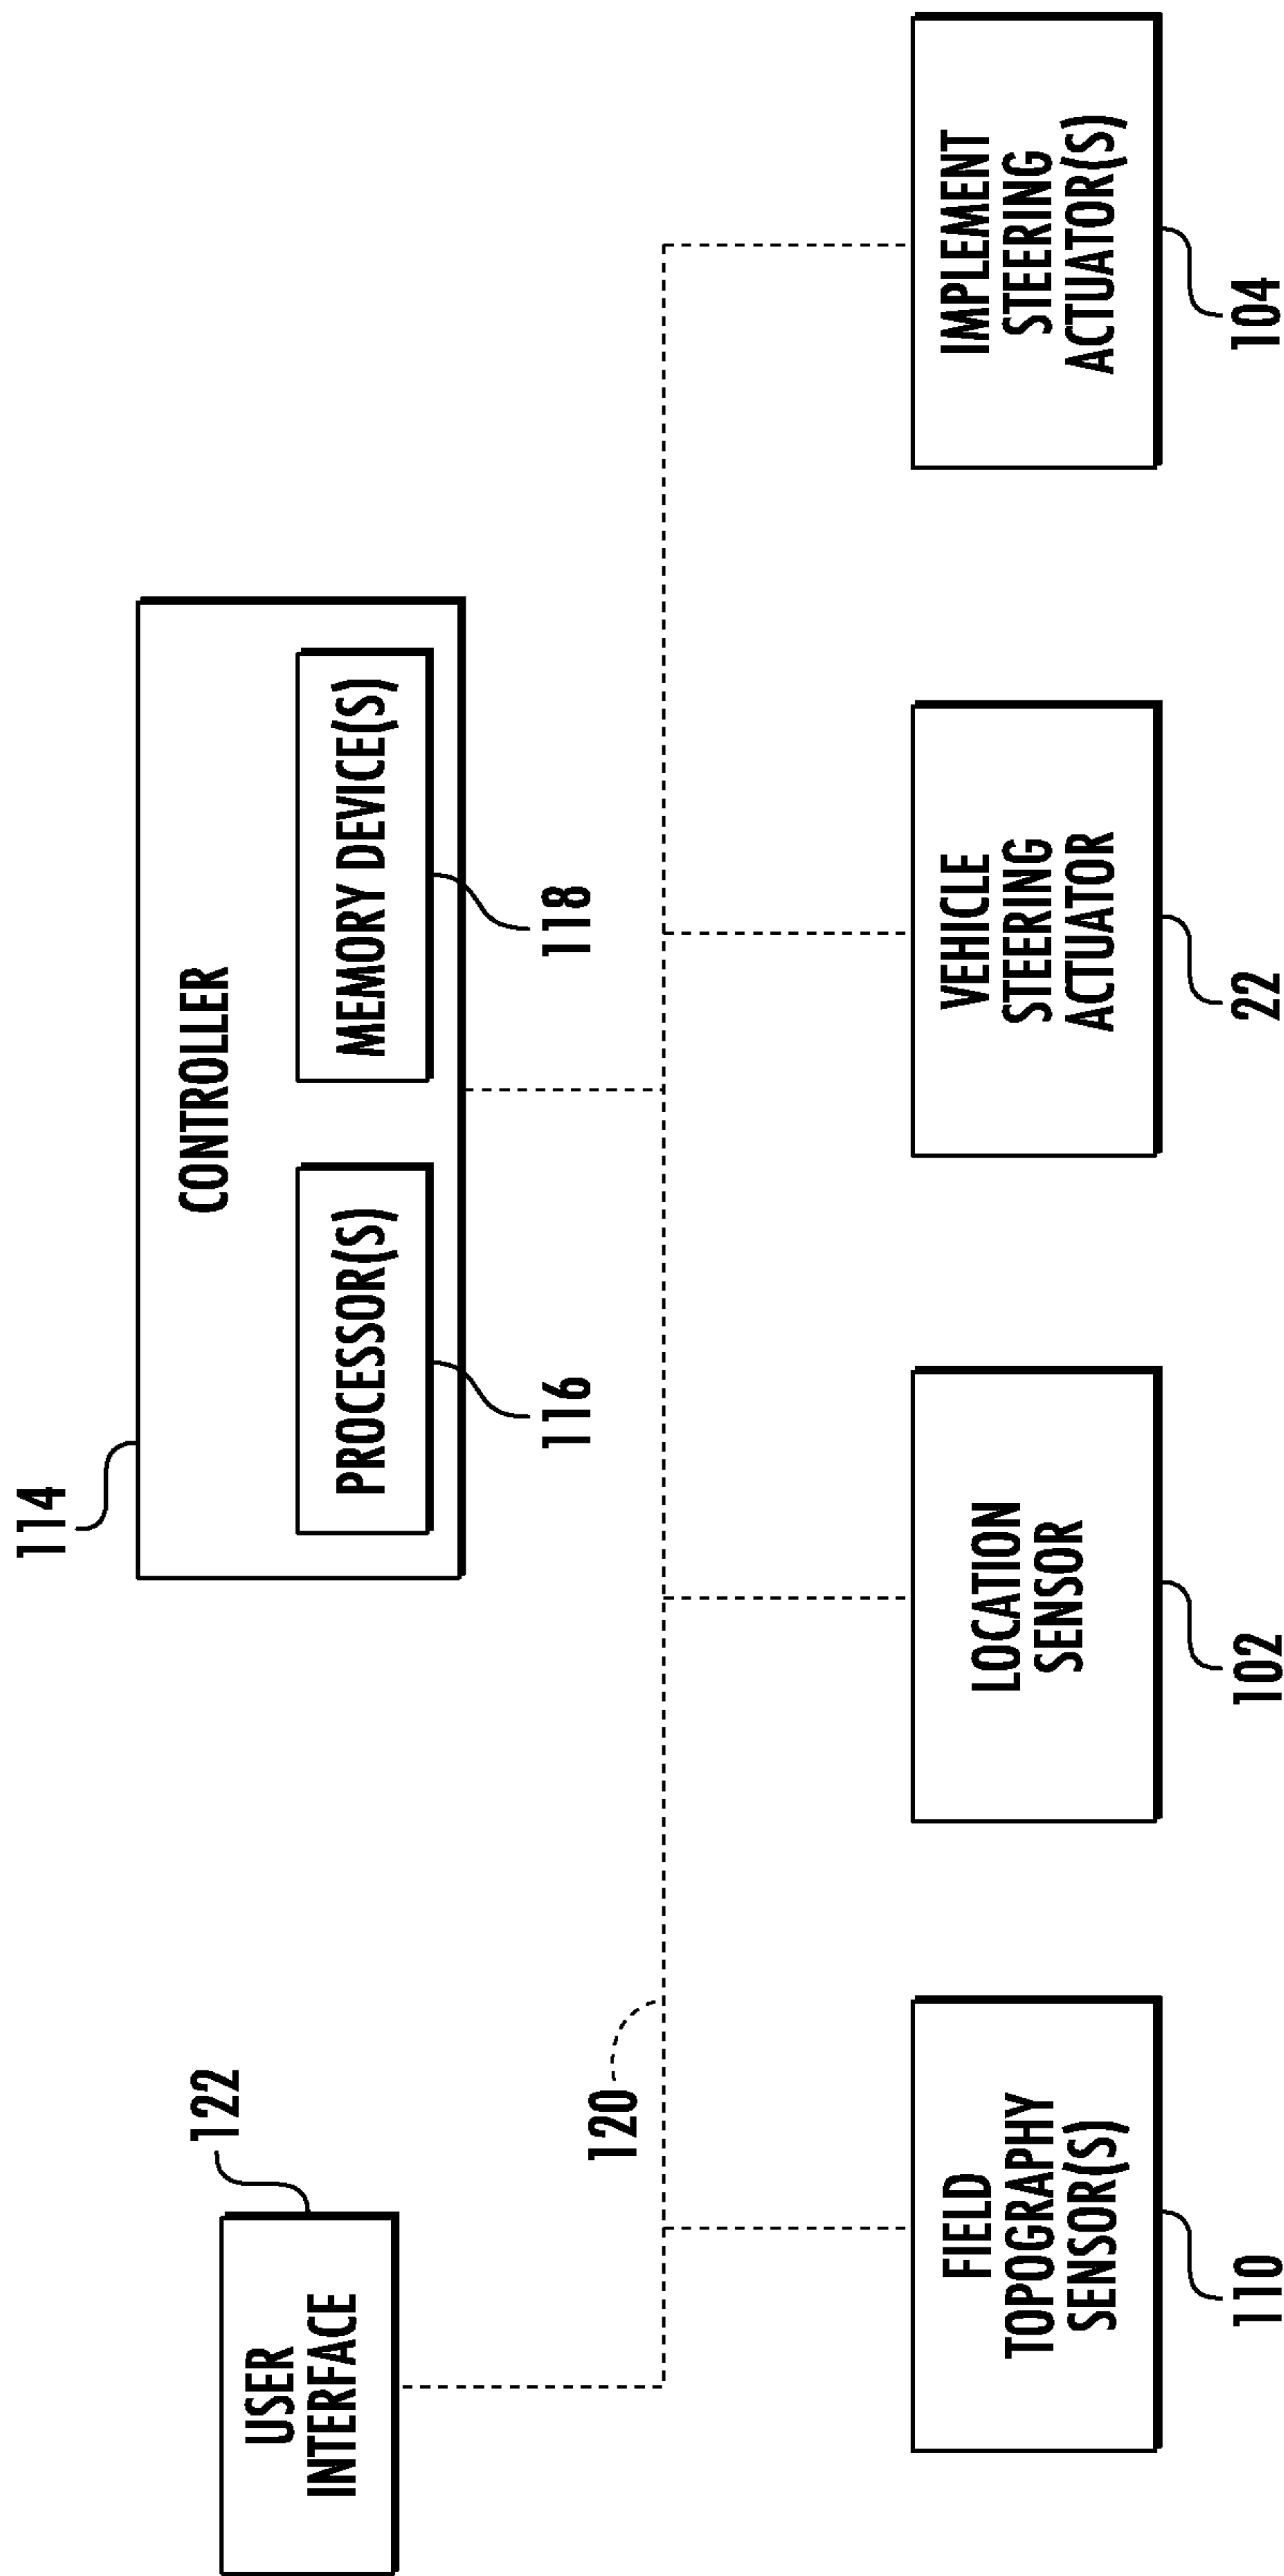 114
CONTROLLER
PROCESSOR(S)
MEMORY DEVICE(S)
116
118
USER
INTERFACE
122
120
FIELD
TOPOGRAPHY
SENSOR(S)
110
LOCATION
SENSOR
102
VEHICLE
STEERING
ACTUATOR
22
IMPLEMENT
STEERING
ACTUATOR(S)
104